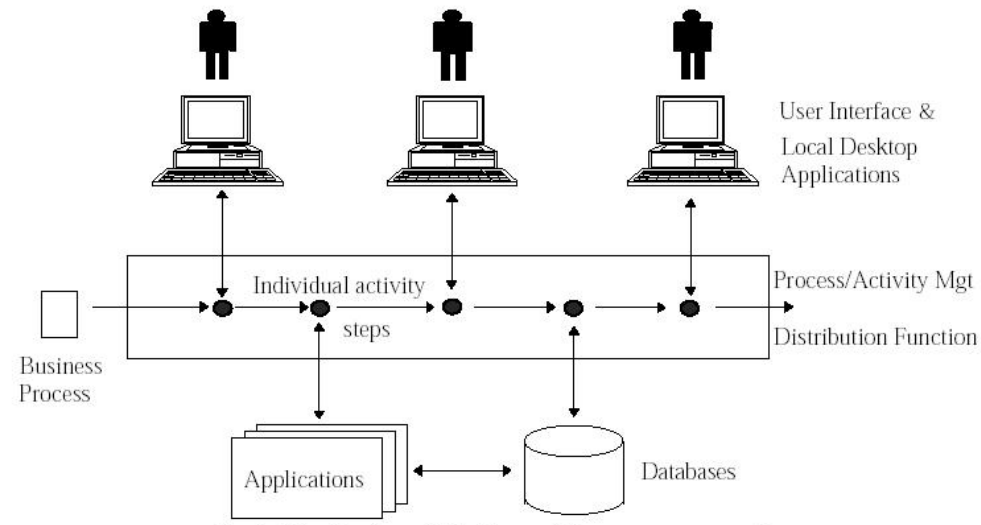 User Interface &
Local Desktop
Applications
Individual activity
steps
Process/Activity Mgt
Distribution Function
Business
Process
Applications
Databases